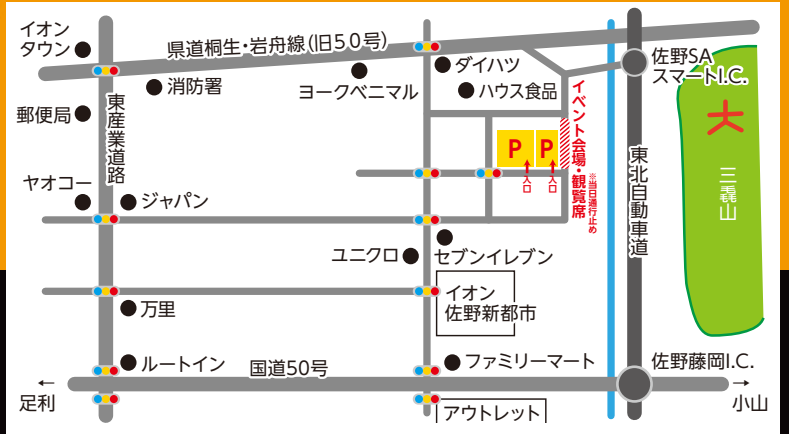 イオン
タウン
県道桐生・岩舟線(旧50号)
消防署
ヨークベニマル
ダイハツ
ハウス食品
佐野SA
スマートI.C.
郵便局
東産業道路
イベント会場・観覧席
※当日通行止め
P
P
入口
入口
大
三毳山
東北自動車道
ヤオコー
ジャパン
ユニクロ
セブンイレブン
イオン
佐野新都市
万里
ルートイン
国道50号
ファミリーマート
佐野藤岡I.C.
←
足利
→
小山
アウトレット